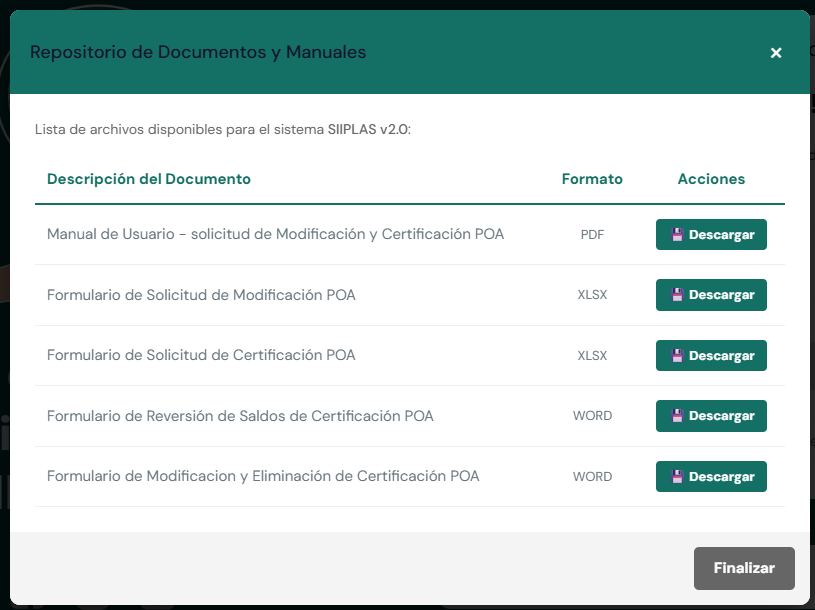 Repositorio de Documentos y Manuales ×
Lista de archivos disponibles para el sistema SIIPLAS v2.0:
Descripción del Documento Formato Acciones
Manual de Usuario - solicitud de Modificación y Certificación POA PDF Descargar
Formulario de Solicitud de Modificación POA XLSX Descargar
Formulario de Solicitud de Certificación POA XLSX Descargar
Formulario de Reversión de Saldos de Certificación POA WORD Descargar
Formulario de Modificacion y Eliminación de Certificación POA WORD Descargar
Finalizar